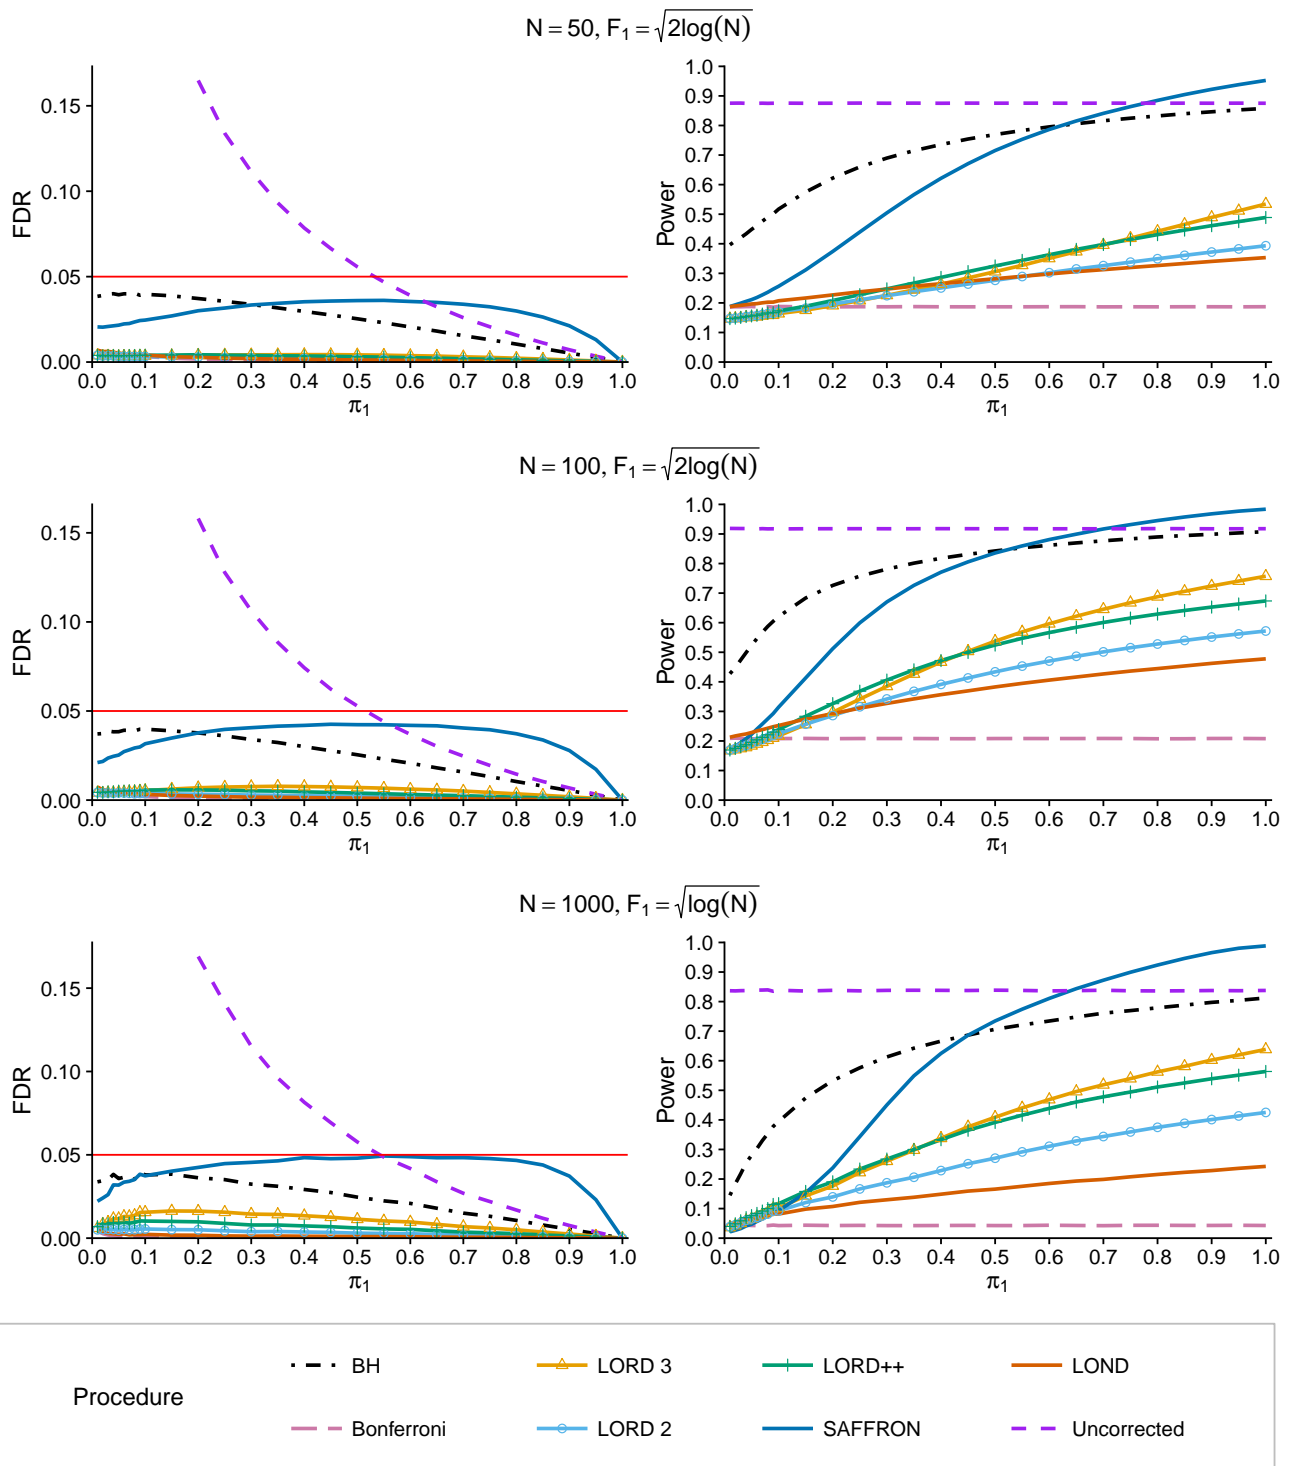 N = 50, F₁ = √2log(N)
FDR
0.15
0.10
0.05
0.00
0.0 0.1 0.2 0.3 0.4 0.5 0.6 0.7 0.8 0.9 1.0
π₁
Power
1.0
0.9
0.8
0.7
0.6
0.5
0.4
0.3
0.2
0.1
0.0
0.0 0.1 0.2 0.3 0.4 0.5 0.6 0.7 0.8 0.9 1.0
π₁
N = 100, F₁ = √2log(N)
FDR
0.15
0.10
0.05
0.00
0.0 0.1 0.2 0.3 0.4 0.5 0.6 0.7 0.8 0.9 1.0
π₁
Power
1.0
0.9
0.8
0.7
0.6
0.5
0.4
0.3
0.2
0.1
0.0
0.0 0.1 0.2 0.3 0.4 0.5 0.6 0.7 0.8 0.9 1.0
π₁
N = 1000, F₁ = √log(N)
FDR
0.15
0.10
0.05
0.00
0.0 0.1 0.2 0.3 0.4 0.5 0.6 0.7 0.8 0.9 1.0
π₁
Power
1.0
0.9
0.8
0.7
0.6
0.5
0.4
0.3
0.2
0.1
0.0
0.0 0.1 0.2 0.3 0.4 0.5 0.6 0.7 0.8 0.9 1.0
π₁
Procedure
BH LORD 3 LORD++ LOND
Bonferroni LORD 2 SAFFRON Uncorrected